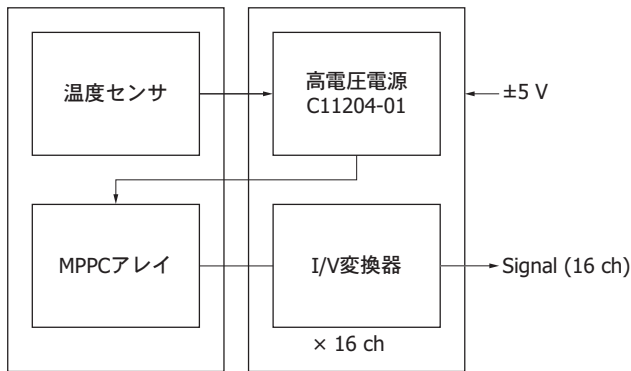 温度センサ
高電圧電源
C11204-01
±5 V
MPPCアレイ
I/V変換器
Signal (16 ch)
× 16 ch